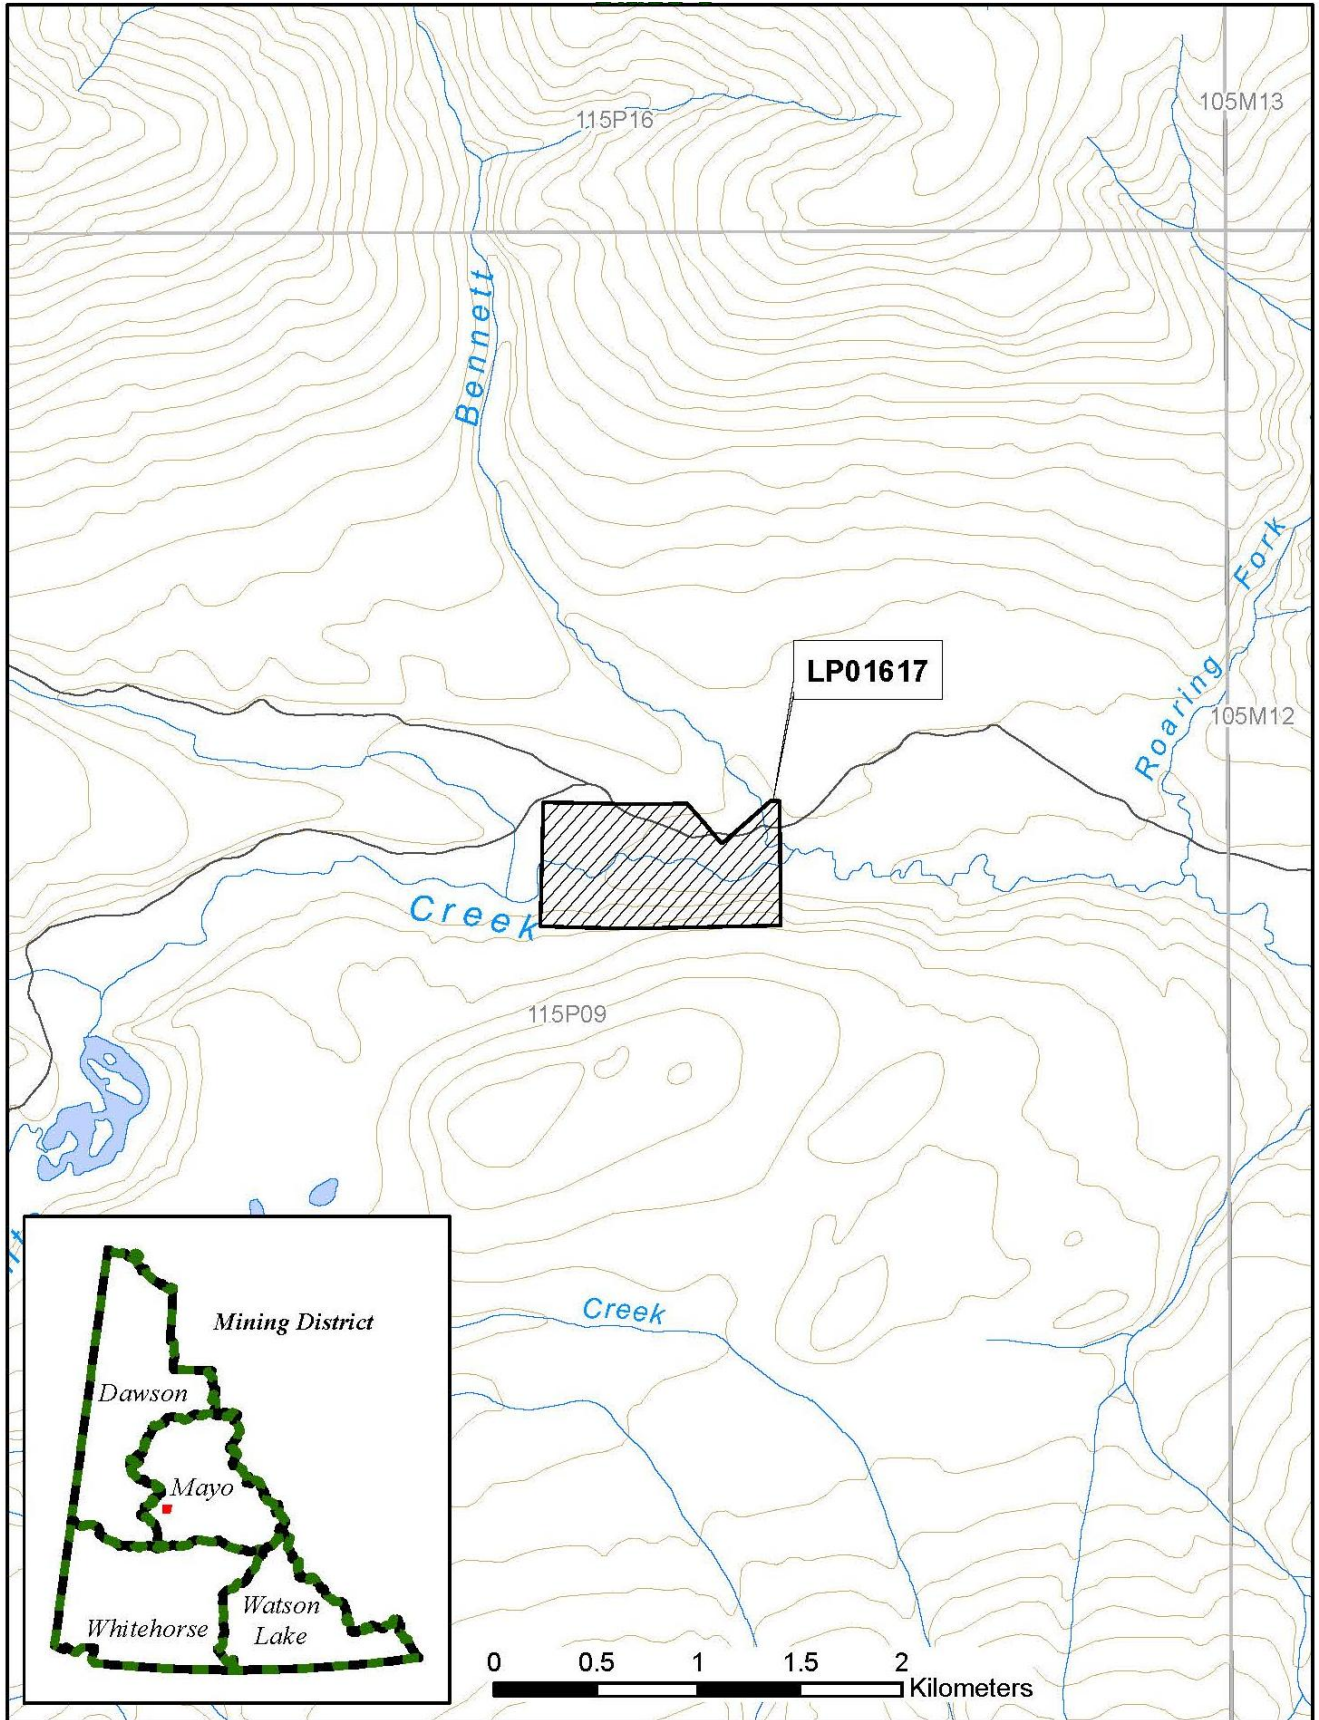 105M13
115P16
Bennett
Roaring Fork
LP01617
105M12
Creek
115P09
Creek
Mining District
Dawson
Mayo
Whitehorse
Watson
Lake
0 0.5 1 1.5 2
Kilometers